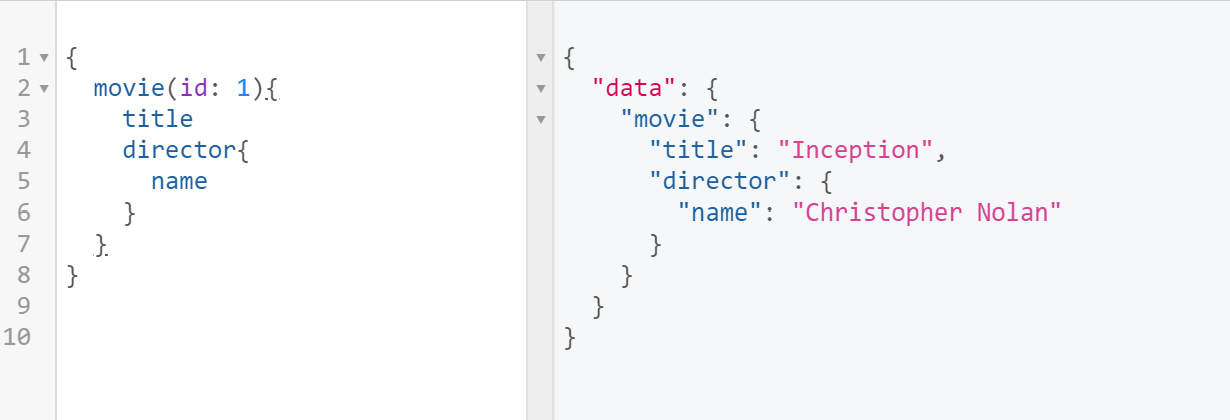 1 {
2   movie(id: 1){
3     title
4     director{
5       name
6     }
7   }
8 }
9
10
{
  "data": {
    "movie": {
      "title": "Inception",
      "director": {
        "name": "Christopher Nolan"
      }
    }
  }
}